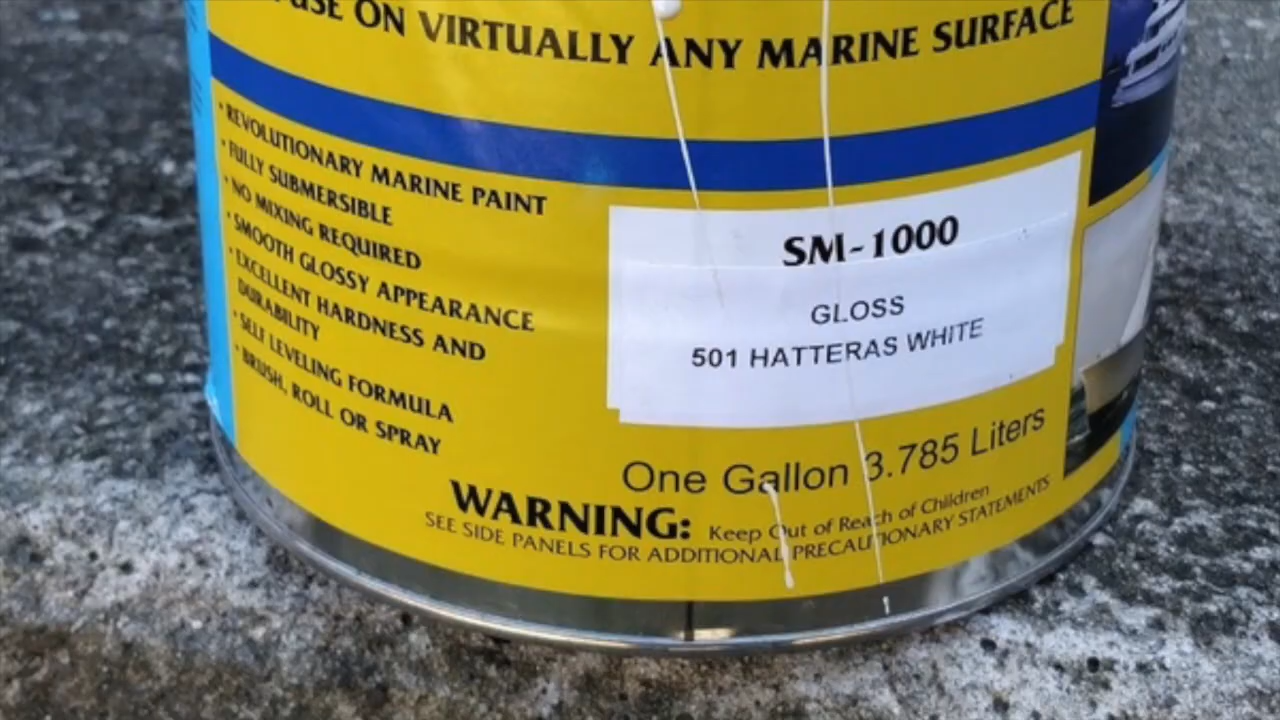 USE ON VIRTUALLY ANY MARINE SURFACE
• REVOLUTIONARY MARINE PAINT
• FULLY SUBMERSIBLE
• NO MIXING REQUIRED
• SMOOTH GLOSSY APPEARANCE
• EXCELLENT HARDNESS AND
DURABILITY
• SELF LEVELING FORMULA
• BRUSH, ROLL OR SPRAY
SM-1000
GLOSS
501 HATTERAS WHITE
One Gallon 3.785 Liters
WARNING: Keep Out of Reach of Children
SEE SIDE PANELS FOR ADDITIONAL PRECAUTIONARY STATEMENTS